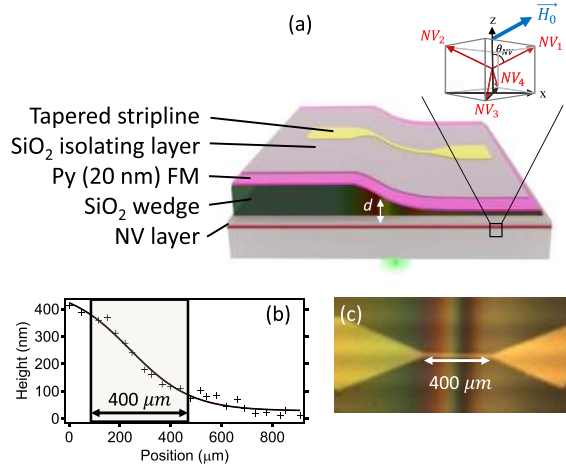 (a)
H₀
z
NV₂
θ_NV
NV₁
NV₄
x
NV₃
Tapered stripline
SiO₂ isolating layer
Py (20 nm) FM
SiO₂ wedge
NV layer
d
(b)
Height (nm)
400
300
200
100
0
400 μm
0
200
400
600
800
Position (μm)
(c)
400 μm